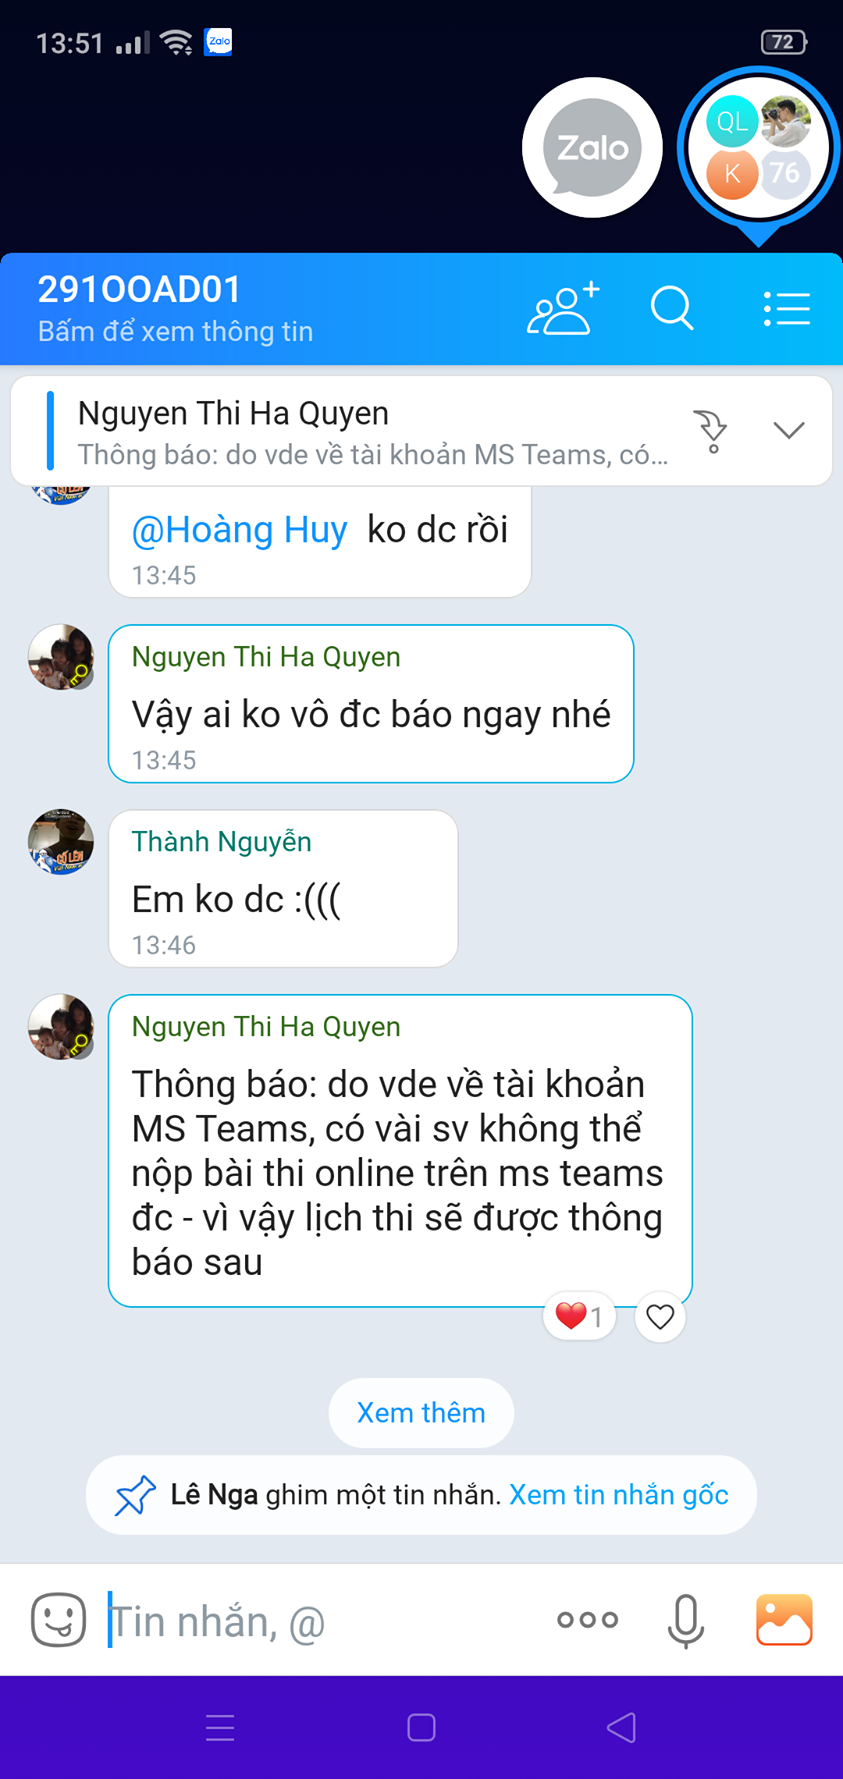 13:51
Zalo
72
QL
Zalo
K
76
291OOAD01
Bấm để xem thông tin
Nguyen Thi Ha Quyen
Thông báo: do vde về tài khoản MS Teams, có...
@Hoàng Huy ko dc rồi
13:45
Nguyen Thi Ha Quyen
Vậy ai ko vô đc báo ngay nhé
13:45
Thành Nguyễn
Em ko dc :(((
13:46
Nguyen Thi Ha Quyen
Thông báo: do vde về tài khoản
MS Teams, có vài sv không thể
nộp bài thi online trên ms teams
đc - vì vậy lịch thi sẽ được thông
báo sau
1
Xem thêm
Lê Nga ghim một tin nhắn. Xem tin nhắn gốc
Tin nhắn, @